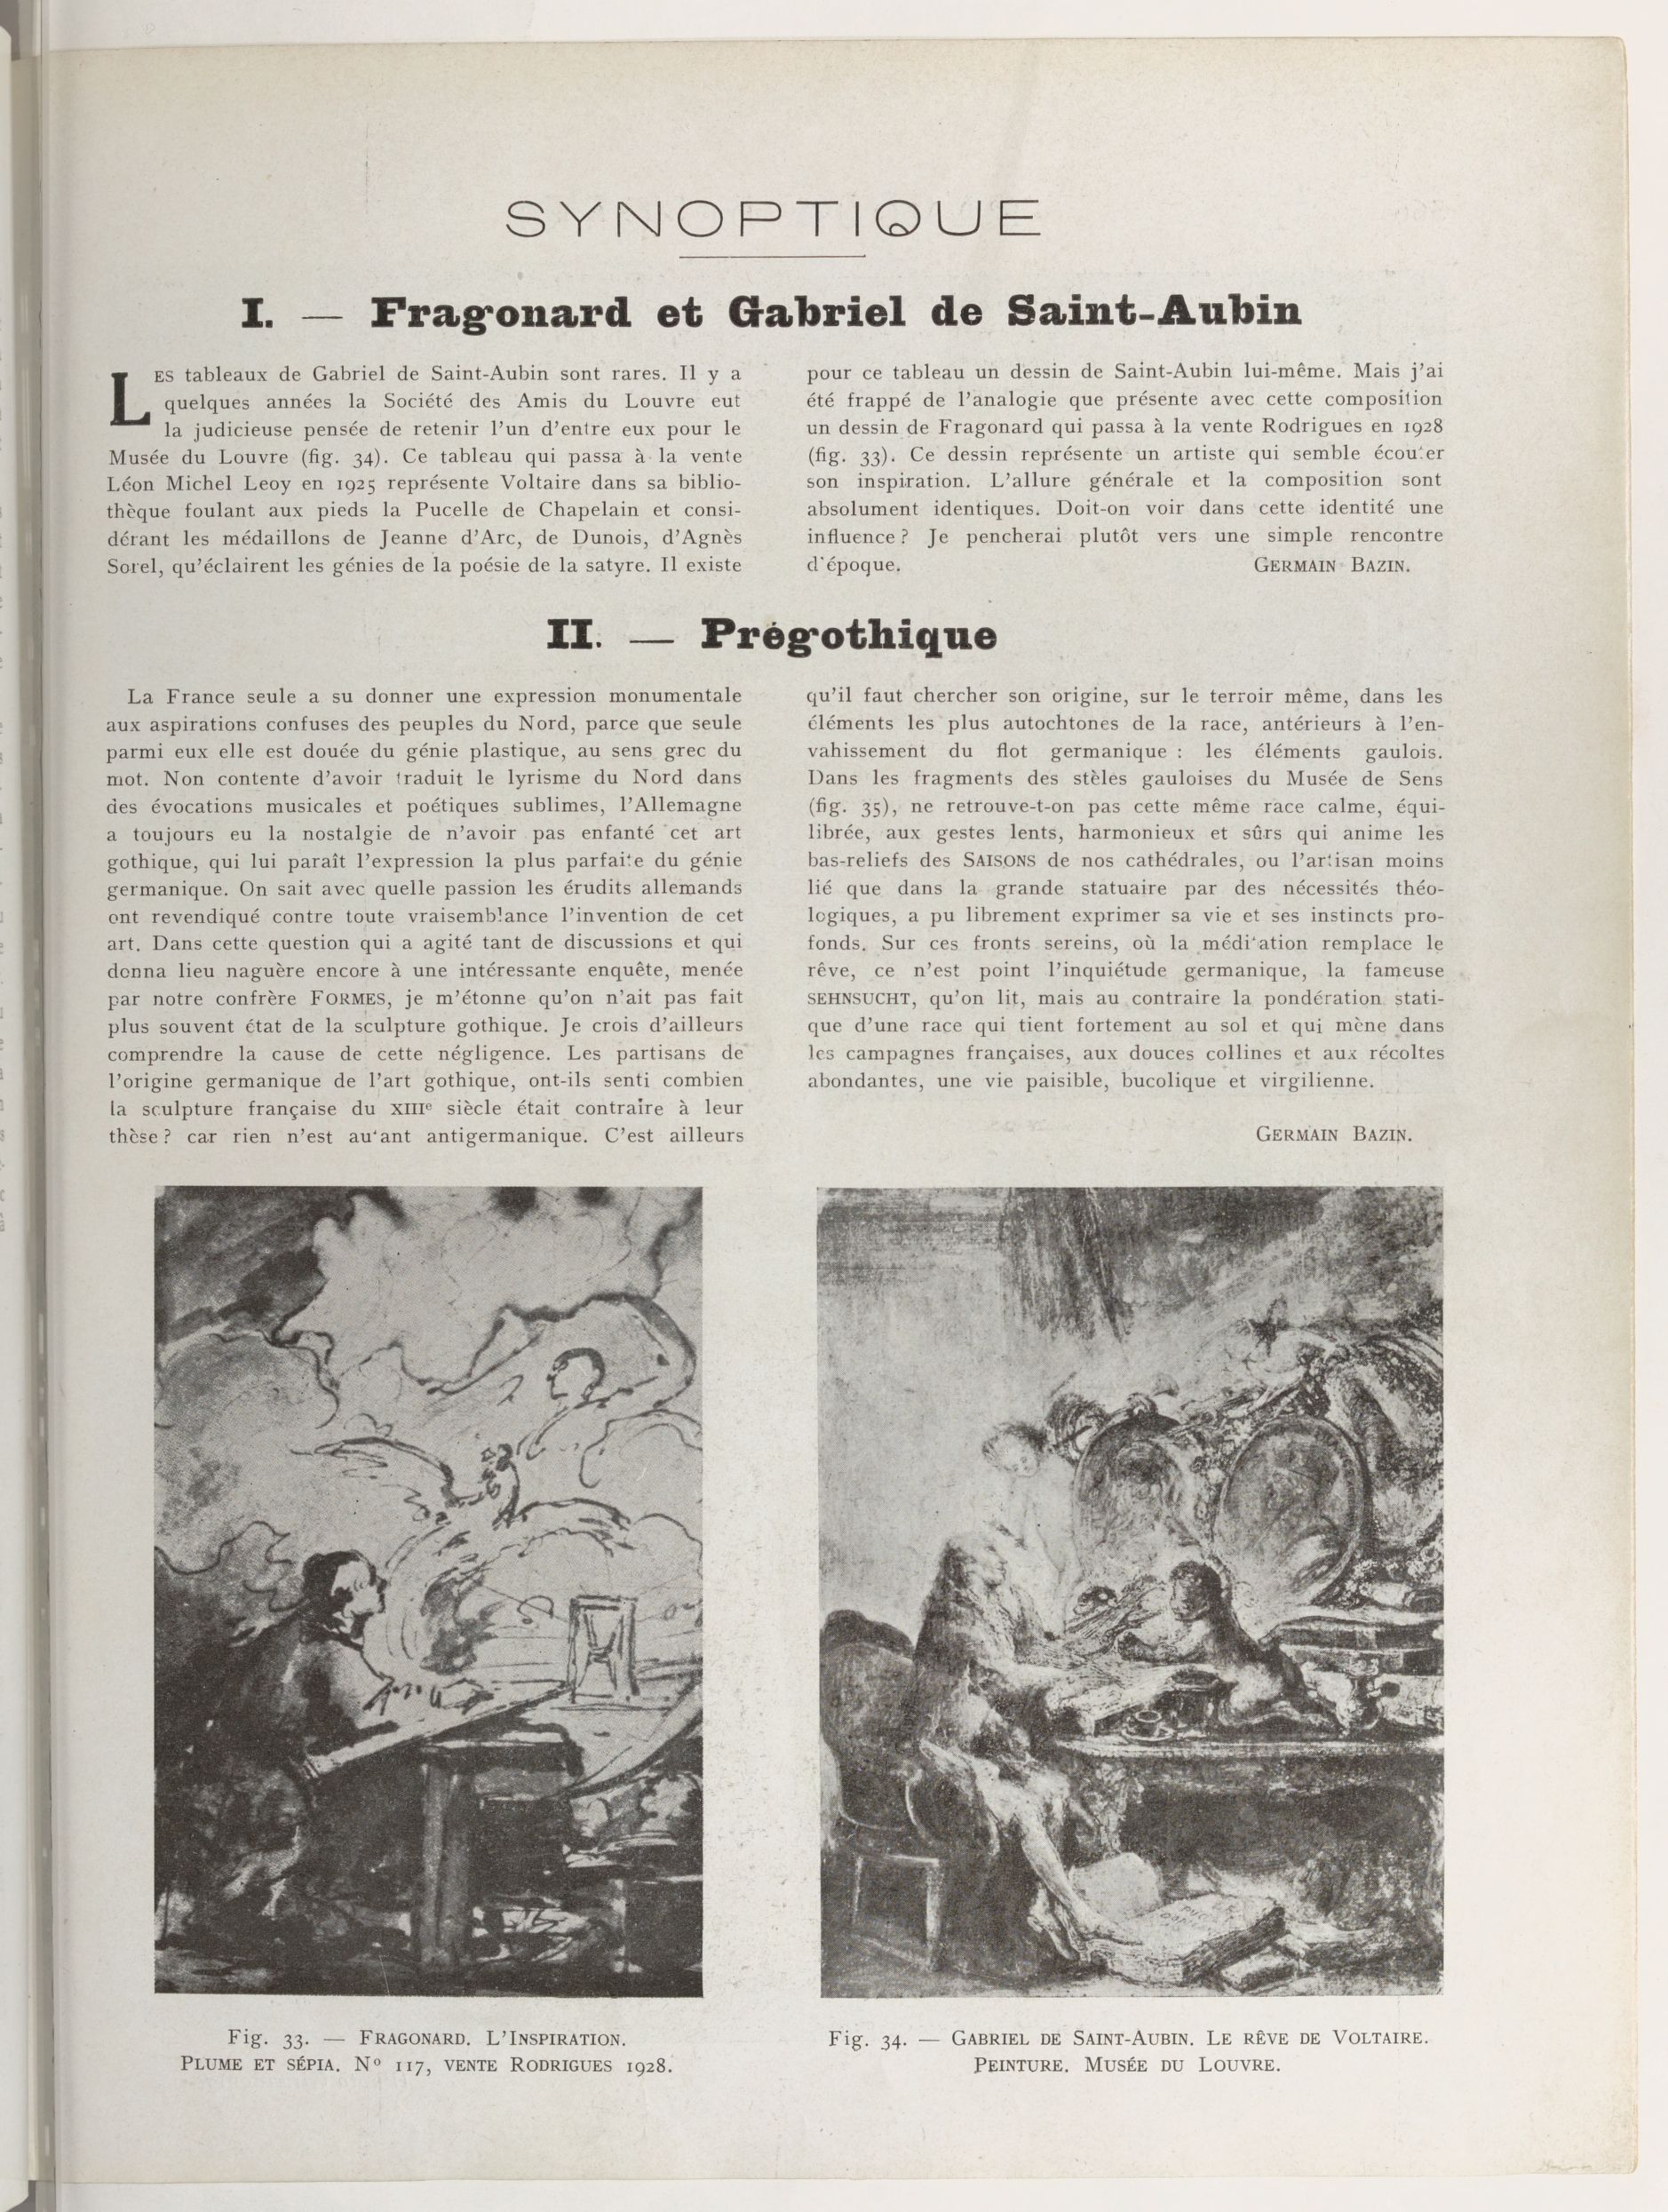 SYNOPTIQUE
I. — Fragonard et Gabriel de Saint-Aubin
LES tableaux de Gabriel de Saint-Aubin sont rares. Il y a
quelques années la Société des Amis du Louvre eut
la judicieuse pensée de retenir l'un d'entre eux pour le
Musée du Louvre (fig. 34). Ce tableau qui passa à la vente
Léon Michel Leoy en 1925 représente Voltaire dans sa biblio-
thèque foulant aux pieds la Pucelle de Chapelain et consi-
dérant les médaillons de Jeanne d'Arc, de Dunois, d'Agnès
Sorel, qu'éclairent les génies de la poésie de la satyre. Il existe
pour ce tableau un dessin de Saint-Aubin lui-même. Mais j'ai
été frappé de l'analogie que présente avec cette composition
un dessin de Fragonard qui passa à la vente Rodrigues en 1928
(fig. 33). Ce dessin représente un artiste qui semble écouter
son inspiration. L'allure générale et la composition sont
absolument identiques. Doit-on voir dans cette identité une
influence ? Je pencherai plutôt vers une simple rencontre
d'époque. GERMAIN BAZIN.
II. — Prégothique
La France seule a su donner une expression monumentale
aux aspirations confuses des peuples du Nord, parce que seule
parmi eux elle est douée du génie plastique, au sens grec du
mot. Non contente d'avoir traduit le lyrisme du Nord dans
des évocations musicales et poétiques sublimes, l'Allemagne
a toujours eu la nostalgie de n'avoir pas enfanté cet art
gothique, qui lui paraît l'expression la plus parfaite du génie
germanique. On sait avec quelle passion les érudits allemands
ont revendiqué contre toute vraisemblance l'invention de cet
art. Dans cette question qui a agité tant de discussions et qui
donna lieu naguère encore à une intéressante enquête, menée
par notre confrère FORMES, je m'étonne qu'on n'ait pas fait
plus souvent état de la sculpture gothique. Je crois d'ailleurs
comprendre la cause de cette négligence. Les partisans de
l'origine germanique de l'art gothique, ont-ils senti combien
la sculpture française du XIIIe siècle était contraire à leur
thèse ? car rien n'est autant antigermanique. C'est ailleurs
qu'il faut chercher son origine, sur le terroir même, dans les
éléments les plus autochtones de la race, antérieurs à l'en-
vahissement du flot germanique : les éléments gaulois.
Dans les fragments des stèles gauloises du Musée de Sens
(fig. 35), ne retrouve-t-on pas cette même race calme, équi-
librée, aux gestes lents, harmonieux et sûrs qui anime les
bas-reliefs des SAISONS de nos cathédrales, ou l'artisan moins
lié que dans la grande statuaire par des nécessités théo-
logiques, a pu librement exprimer sa vie et ses instincts pro-
fonds. Sur ces fronts sereins, où la méditation remplace le
rêve, ce n'est point l'inquiétude germanique, la fameuse
SEHNSUCHT, qu'on lit, mais au contraire la pondération stati-
que d'une race qui tient fortement au sol et qui mène dans
les campagnes françaises, aux douces collines et aux récoltes
abondantes, une vie paisible, bucolique et virgilienne.
GERMAIN BAZIN.
Fig. 33. — FRAGONARD. L'INSPIRATION.
PLUME ET SÉPIA. No 117, VENTE RODRIGUES 1928.
Fig. 34. — GABRIEL DE SAINT-AUBIN. LE RÊVE DE VOLTAIRE.
PEINTURE. MUSÉE DU LOUVRE.